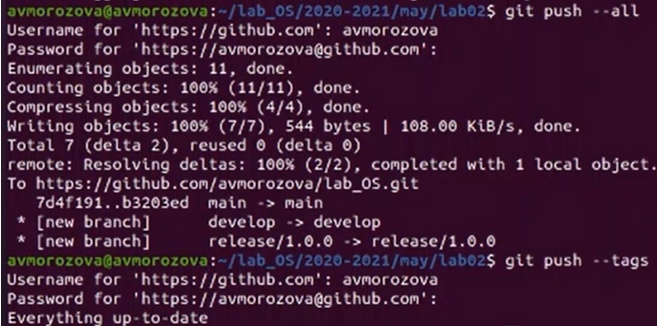 avmorozova@avmorozova:~/lab_OS/2020-2021/may/lab02$ git push --all
Username for 'https://github.com': avmorozova
Password for 'https://avmorozova@github.com':
Enumerating objects: 11, done.
Counting objects: 100% (11/11), done.
Compressing objects: 100% (4/4), done.
Writing objects: 100% (7/7), 544 bytes | 108.00 KiB/s, done.
Total 7 (delta 2), reused 0 (delta 0)
remote: Resolving deltas: 100% (2/2), completed with 1 local object.
To https://github.com/avmorozova/lab_OS.git
   7d4f191..b3203ed  main -> main
 * [new branch]      develop -> develop
 * [new branch]      release/1.0.0 -> release/1.0.0
avmorozova@avmorozova:~/lab_OS/2020-2021/may/lab02$ git push --tags
Username for 'https://github.com': avmorozova
Password for 'https://avmorozova@github.com':
Everything up-to-date